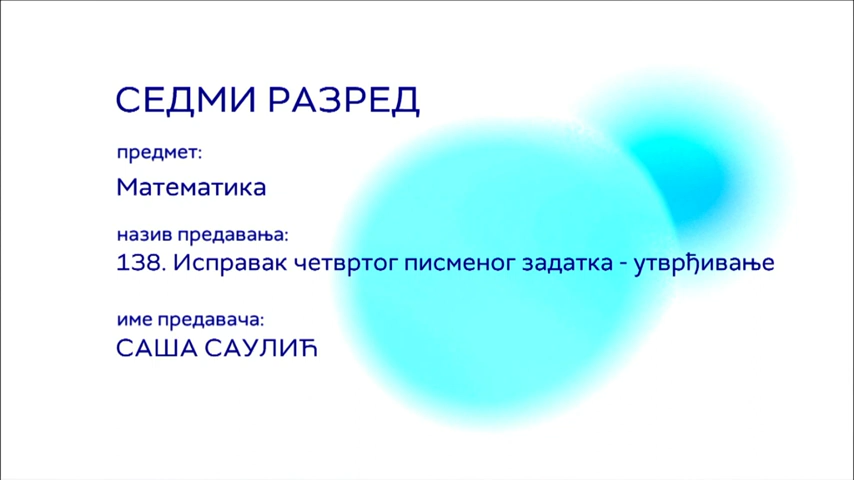 СЕДМИ РАЗРЕД
предмет:
Математика
назив предавања:
138. Исправак четвртог писменог задатка - утврђивање
име предавача:
САША САУЛИЋ